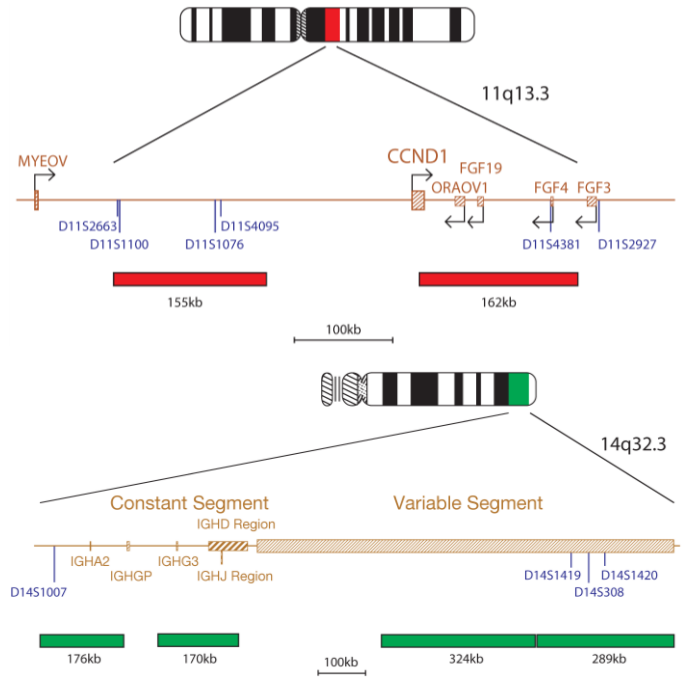 11q13.3
MYEOV
CCND1
FGF19
ORAOV1
FGF4
FGF3
D11S2663
D11S4095
D11S1100
D11S1076
D11S4381
D11S2927
155kb
162kb
100kb
14q32.3
Constant Segment
Variable Segment
IGHD Region
IGHA2
IGHG3
IGHGP
IGHJ Region
D14S1007
D14S1419
D14S1420
D14S308
176kb
170kb
324kb
289kb
100kb